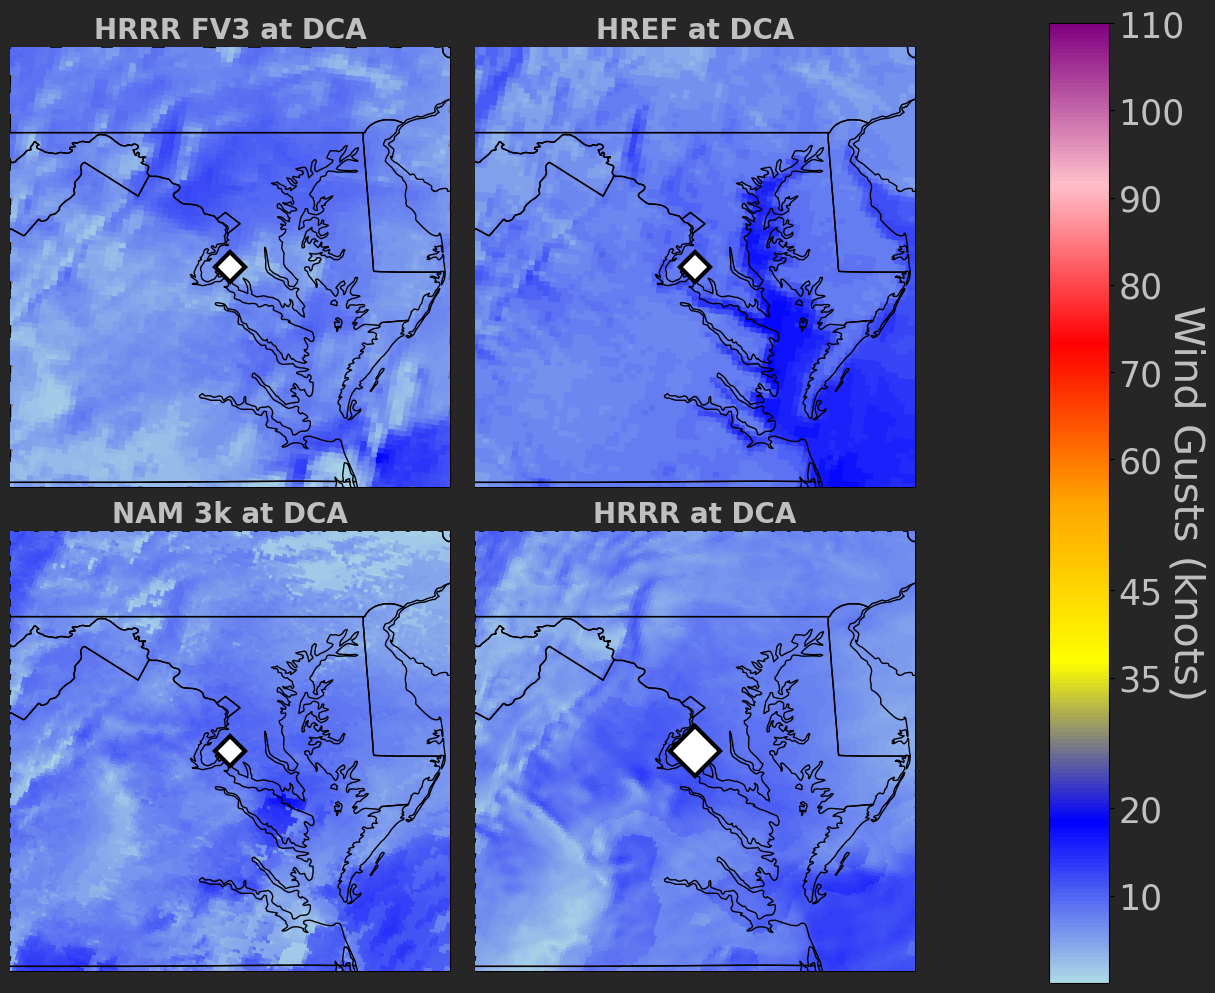 HRRR FV3 at DCA
HREF at DCA
NAM 3k at DCA
HRRR at DCA
110
100
90
80
70
60
45
35
20
10
Wind Gusts (knots)